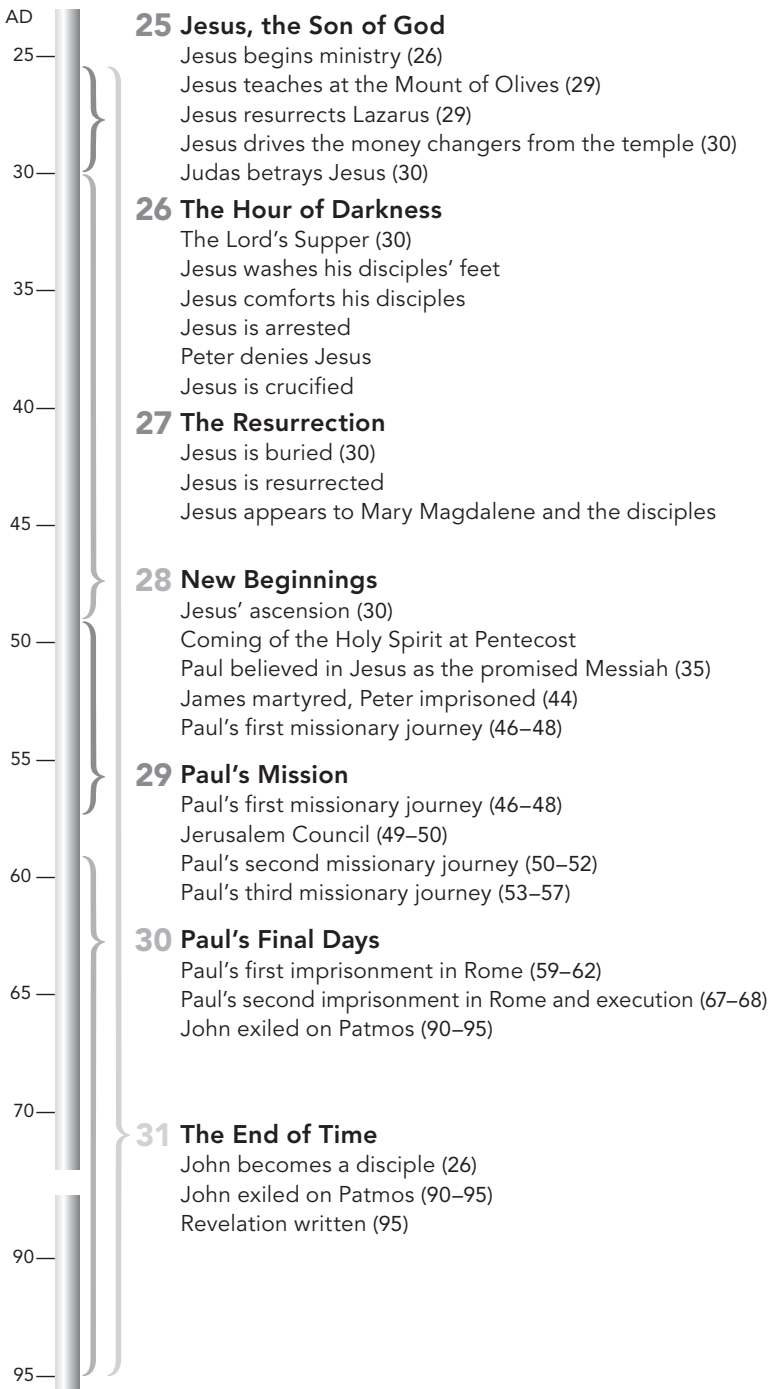 AD
25 Jesus, the Son of God
25—
Jesus begins ministry (26)
Jesus teaches at the Mount of Olives (29)
Jesus resurrects Lazarus (29)
Jesus drives the money changers from the temple (30)
30—
Judas betrays Jesus (30)
26 The Hour of Darkness
The Lord’s Supper (30)
Jesus washes his disciples’ feet
35—
Jesus comforts his disciples
Jesus is arrested
Peter denies Jesus
Jesus is crucified
40—
27 The Resurrection
Jesus is buried (30)
Jesus is resurrected
Jesus appears to Mary Magdalene and the disciples
45—
28 New Beginnings
Jesus’ ascension (30)
50—
Coming of the Holy Spirit at Pentecost
Paul believed in Jesus as the promised Messiah (35)
James martyred, Peter imprisoned (44)
Paul’s first missionary journey (46–48)
55—
29 Paul’s Mission
Paul’s first missionary journey (46–48)
Jerusalem Council (49–50)
Paul’s second missionary journey (50–52)
60—
Paul’s third missionary journey (53–57)
30 Paul’s Final Days
Paul’s first imprisonment in Rome (59–62)
65—
Paul’s second imprisonment in Rome and execution (67–68)
John exiled on Patmos (90–95)
70—
31 The End of Time
John becomes a disciple (26)
John exiled on Patmos (90–95)
Revelation written (95)
90—
95—